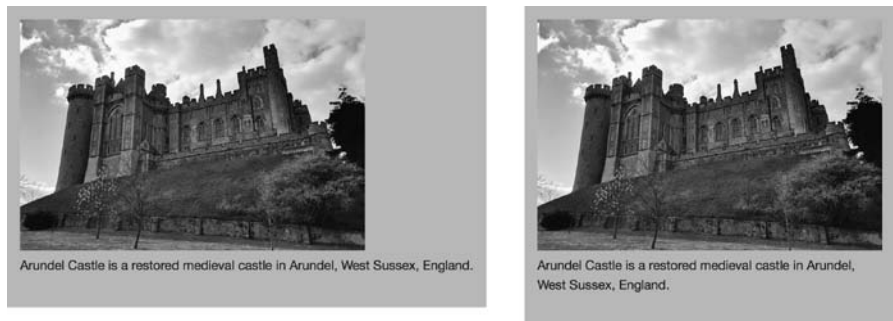 Arundel Castle is a restored medieval castle in Arundel, West Sussex, England.
Arundel Castle is a restored medieval castle in Arundel,
West Sussex, England.